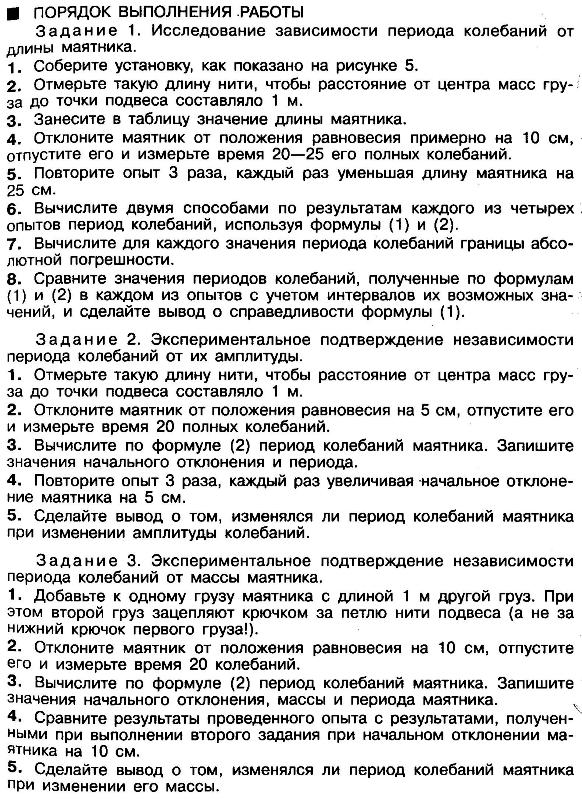 ■ ПОРЯДОК ВЫПОЛНЕНИЯ РАБОТЫ
Задание 1. Исследование зависимости периода колебаний от
длины маятника.
1. Соберите установку, как показано на рисунке 5.
2. Отмерьте такую длину нити, чтобы расстояние от центра масс гру-
за до точки подвеса составляло 1 м.
3. Занесите в таблицу значение длины маятника.
4. Отклоните маятник от положения равновесия примерно на 10 см,
отпустите его и измерьте время 20—25 его полных колебаний.
5. Повторите опыт 3 раза, каждый раз уменьшая длину маятника на
25 см.
6. Вычислите двумя способами по результатам каждого из четырех
опытов период колебаний, используя формулы (1) и (2).
7. Вычислите для каждого значения периода колебаний границы абсо-
лютной погрешности.
8. Сравните значения периодов колебаний, полученные по формулам
(1) и (2) в каждом из опытов с учетом интервалов их возможных зна-
чений, и сделайте вывод о справедливости формулы (1).
Задание 2. Экспериментальное подтверждение независимости
периода колебаний от их амплитуды.
1. Отмерьте такую длину нити, чтобы расстояние от центра масс гру-
за до точки подвеса составляло 1 м.
2. Отклоните маятник от положения равновесия на 5 см, отпустите его
и измерьте время 20 полных колебаний.
3. Вычислите по формуле (2) период колебаний маятника. Запишите
значения начального отклонения и периода.
4. Повторите опыт 3 раза, каждый раз увеличивая начальное отклоне-
ние маятника на 5 см.
5. Сделайте вывод о том, изменялся ли период колебаний маятника
при изменении амплитуды колебаний.
Задание 3. Экспериментальное подтверждение независимости
периода колебаний от массы маятника.
1. Добавьте к одному грузу маятника с длиной 1 м другой груз. При
этом второй груз зацепляют крючком за петлю нити подвеса (а не за
нижний крючок первого груза!).
2. Отклоните маятник от положения равновесия на 10 см, отпустите
его и измерьте время 20 колебаний.
3. Вычислите по формуле (2) период колебаний маятника. Запишите
значения начального отклонения, массы и периода маятника.
4. Сравните результаты проведенного опыта с результатами, получен-
ными при выполнении второго задания при начальном отклонении ма-
ятника на 10 см.
5. Сделайте вывод о том, изменялся ли период колебаний маятника
при изменении его массы.